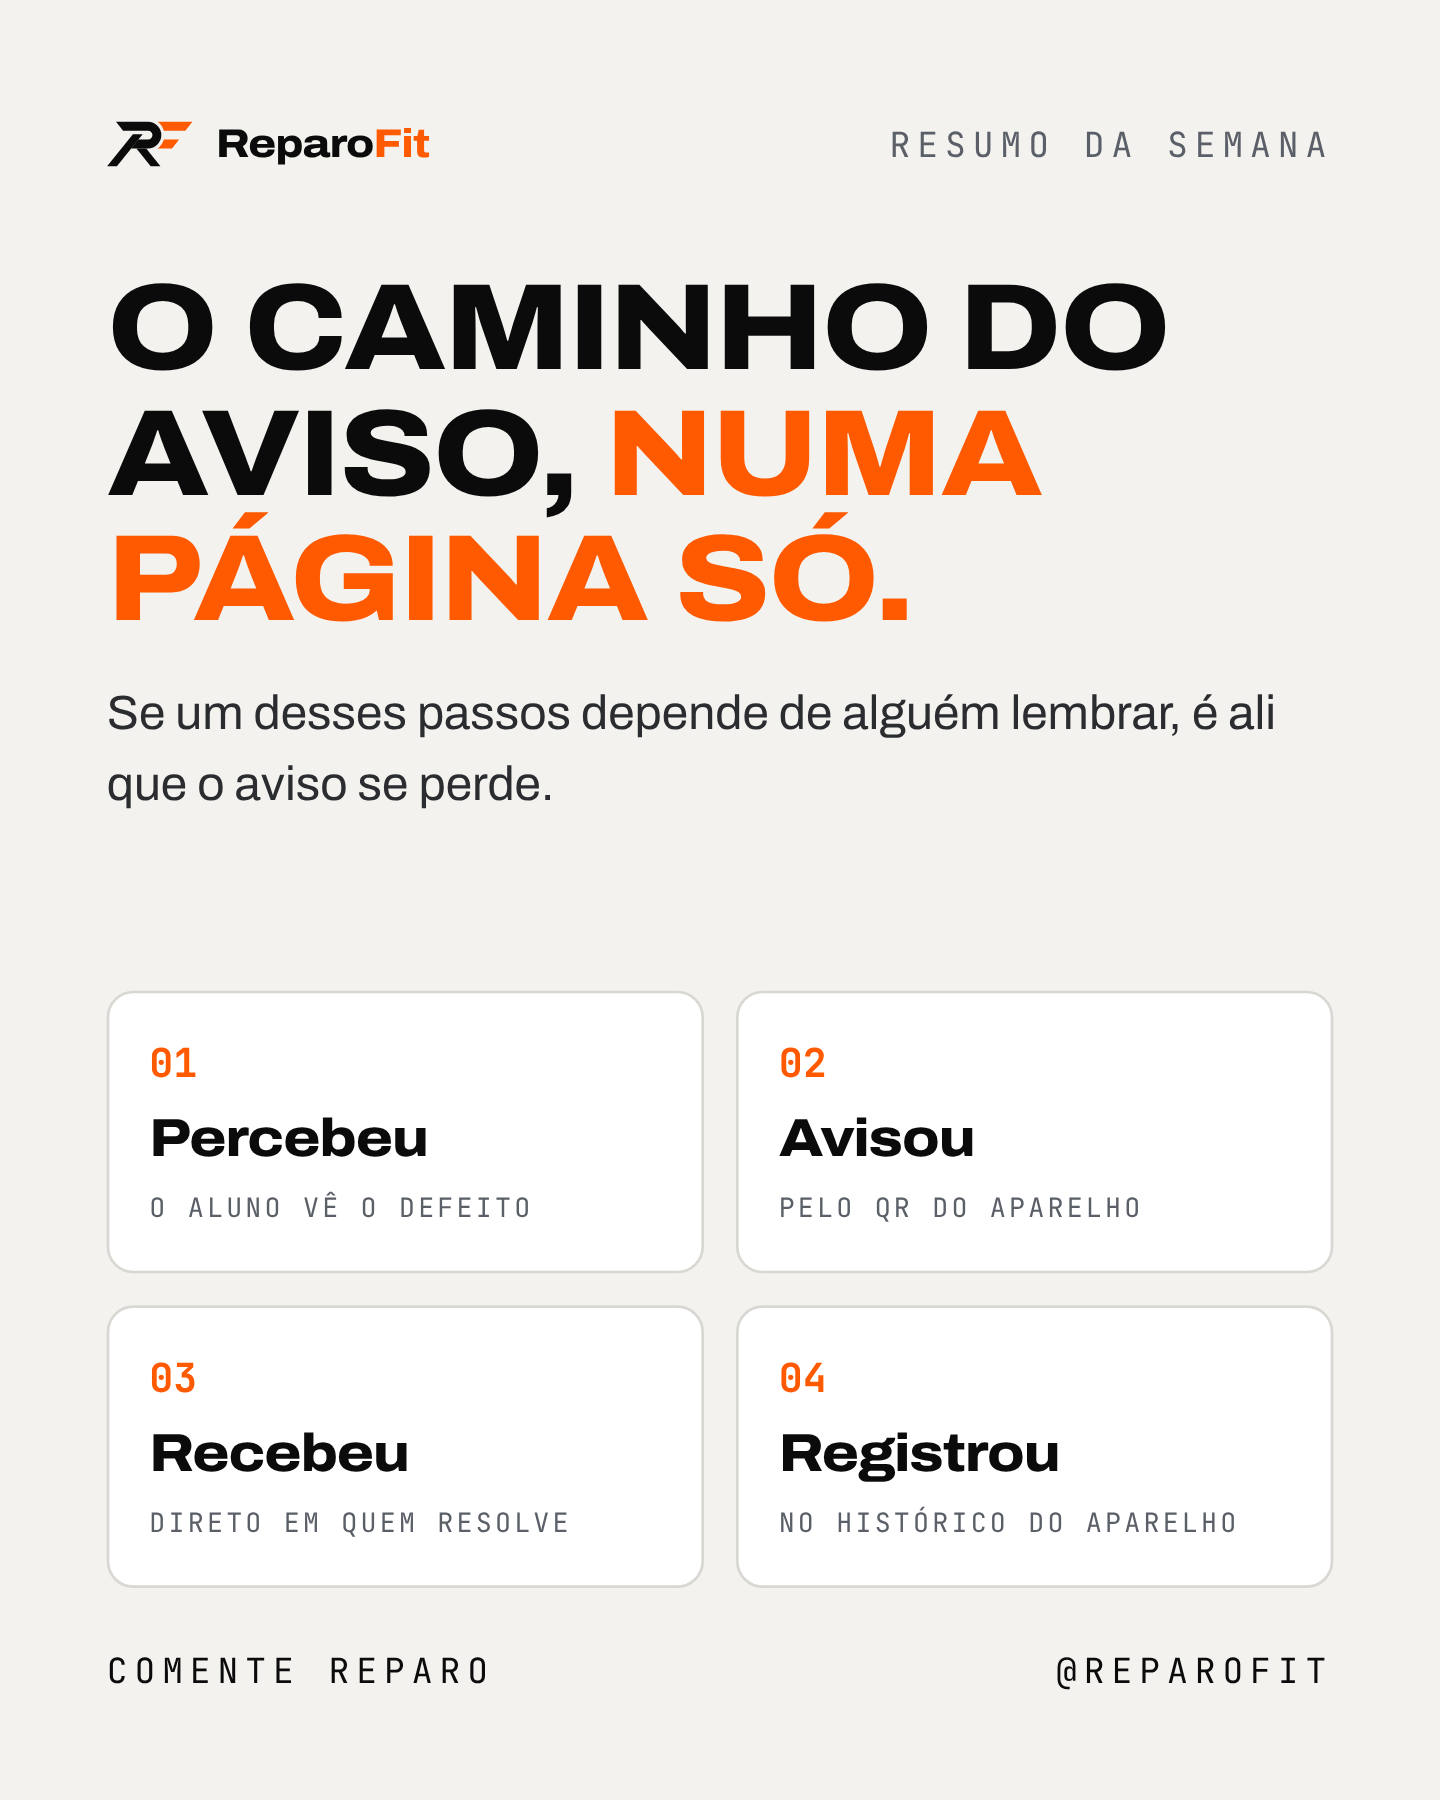 ReparoFit
RESUMO DA SEMANA
O CAMINHO DO
AVISO, NUMA
PÁGINA SÓ.
Se um desses passos depende de alguém lembrar, é ali
que o aviso se perde.
01
Percebeu
O ALUNO VÊ O DEFEITO
02
Avisou
PELO QR DO APARELHO
03
Recebeu
DIRETO EM QUEM RESOLVE
04
Registrou
NO HISTÓRICO DO APARELHO
COMENTE REPARO
@REPAROFIT